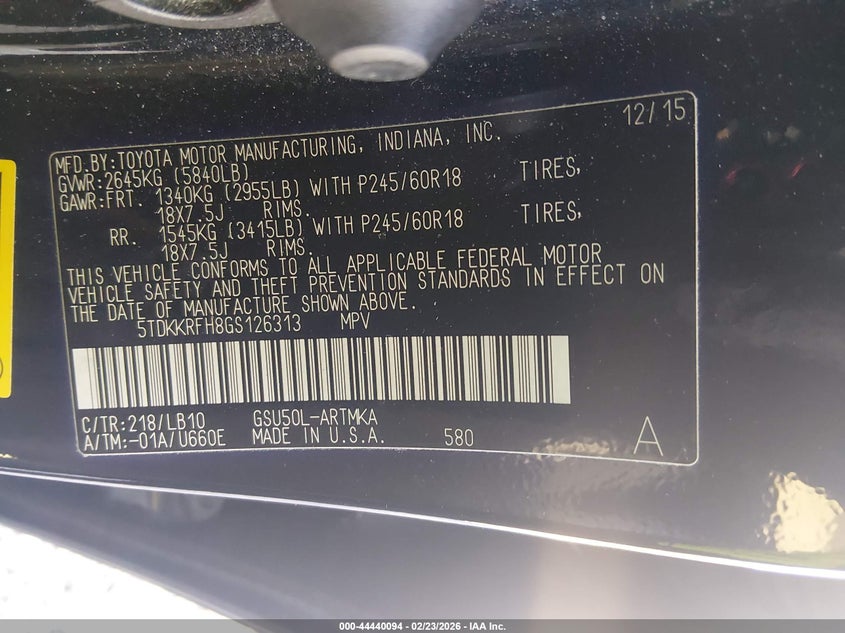 12/15
MFD.BY:TOYOTA MOTOR MANUFACTURING, INDIANA, INC.
GVWR:2645KG (5840LB)
GAWR:FRT. 1340KG (2955LB) WITH P245/60R18 TIRES,
18X7.5J RIMS.
RR. 1545KG (3415LB) WITH P245/60R18 TIRES,
18X7.5J RIMS.
THIS VEHICLE CONFORMS TO ALL APPLICABLE FEDERAL MOTOR
VEHICLE SAFETY AND THEFT PREVENTION STANDARDS IN EFFECT ON
THE DATE OF MANUFACTURE SHOWN ABOVE.
5TDKKRFH8GS126313 MPV
C/TR:218/LB10 GSU50L-ARTMKA
A/TM:-01A/U660E MADE IN U.S.A. 580 A
000-44440094 - 02/23/2026 - IAA Inc.